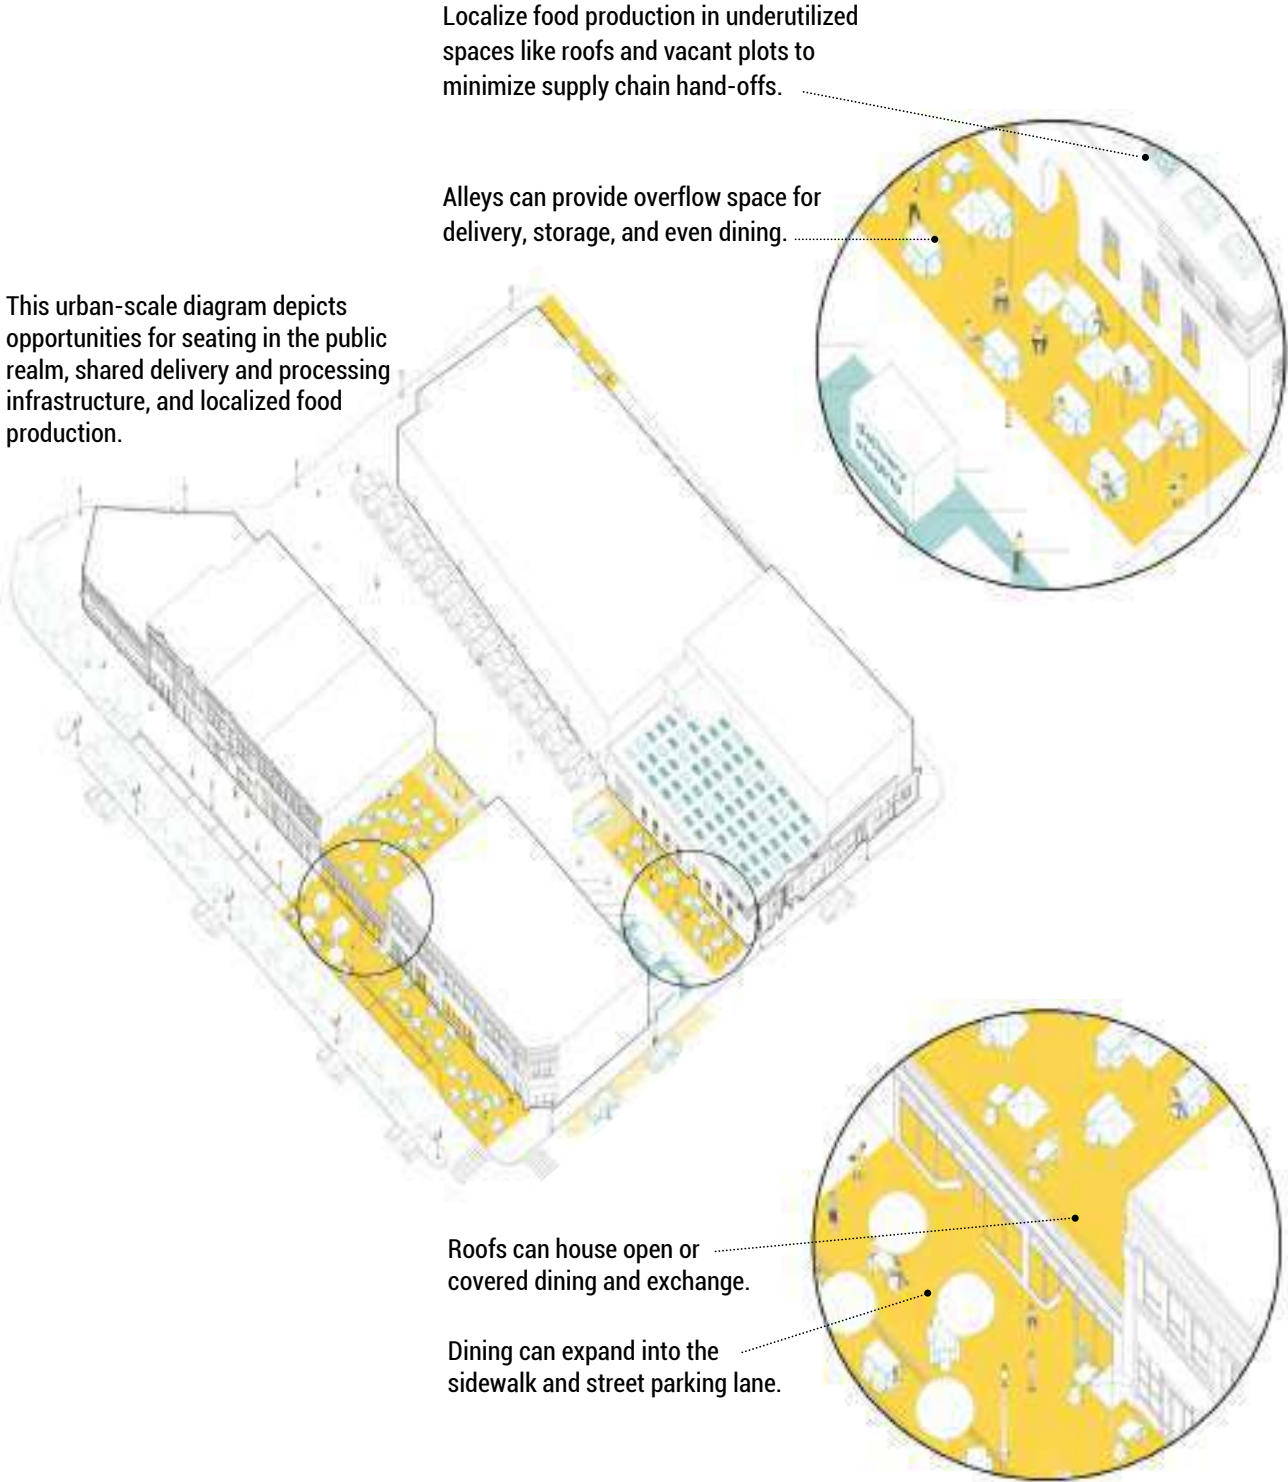 Localize food production in underutilized
spaces like roofs and vacant plots to
minimize supply chain hand-offs.
Alleys can provide overflow space for
delivery, storage, and even dining.
This urban-scale diagram depicts
opportunities for seating in the public
realm, shared delivery and processing
infrastructure, and localized food
production.
Roofs can house open or
covered dining and exchange.
Dining can expand into the
sidewalk and street parking lane.